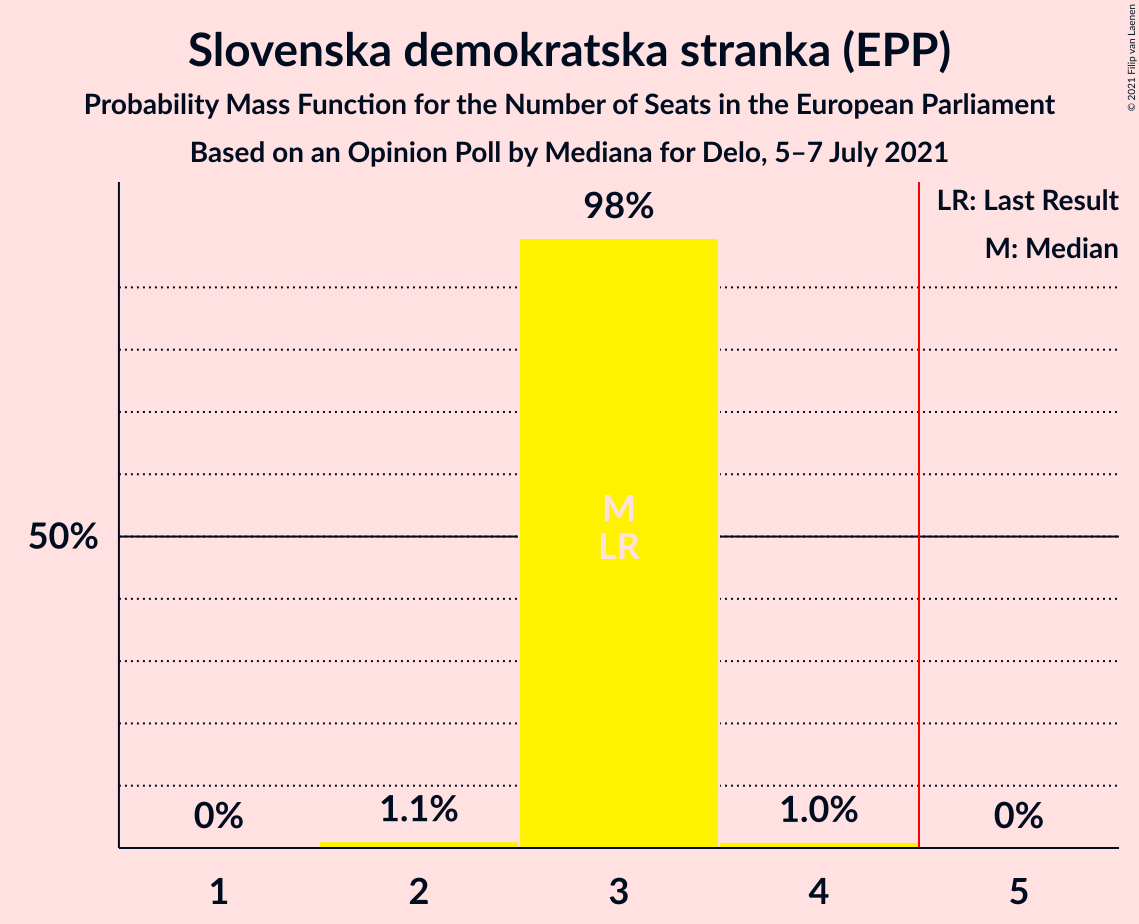 Slovenska demokratska stranka (EPP)
Probability Mass Function for the Number of Seats in the European Parliament
Based on an Opinion Poll by Mediana for Delo, 5–7 July 2021
© 2021 Filip van Laenen
LR: Last Result
M: Median
98%
50%
M
LR
0%
1.1%
1.0%
0%
1
2
3
4
5